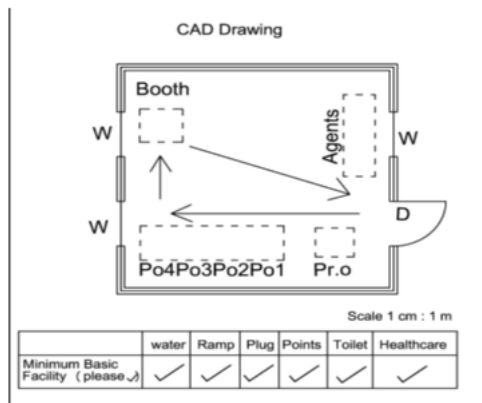 CAD Drawing
Booth
Agents
W
W
W
D
Po4Po3Po2Po1
Pr.o
Scale 1 cm : 1 m
water Ramp Plug Points Toilet Healthcare
Minimum Basic
Facility (please ✓) ✓ ✓ ✓ ✓ ✓ ✓